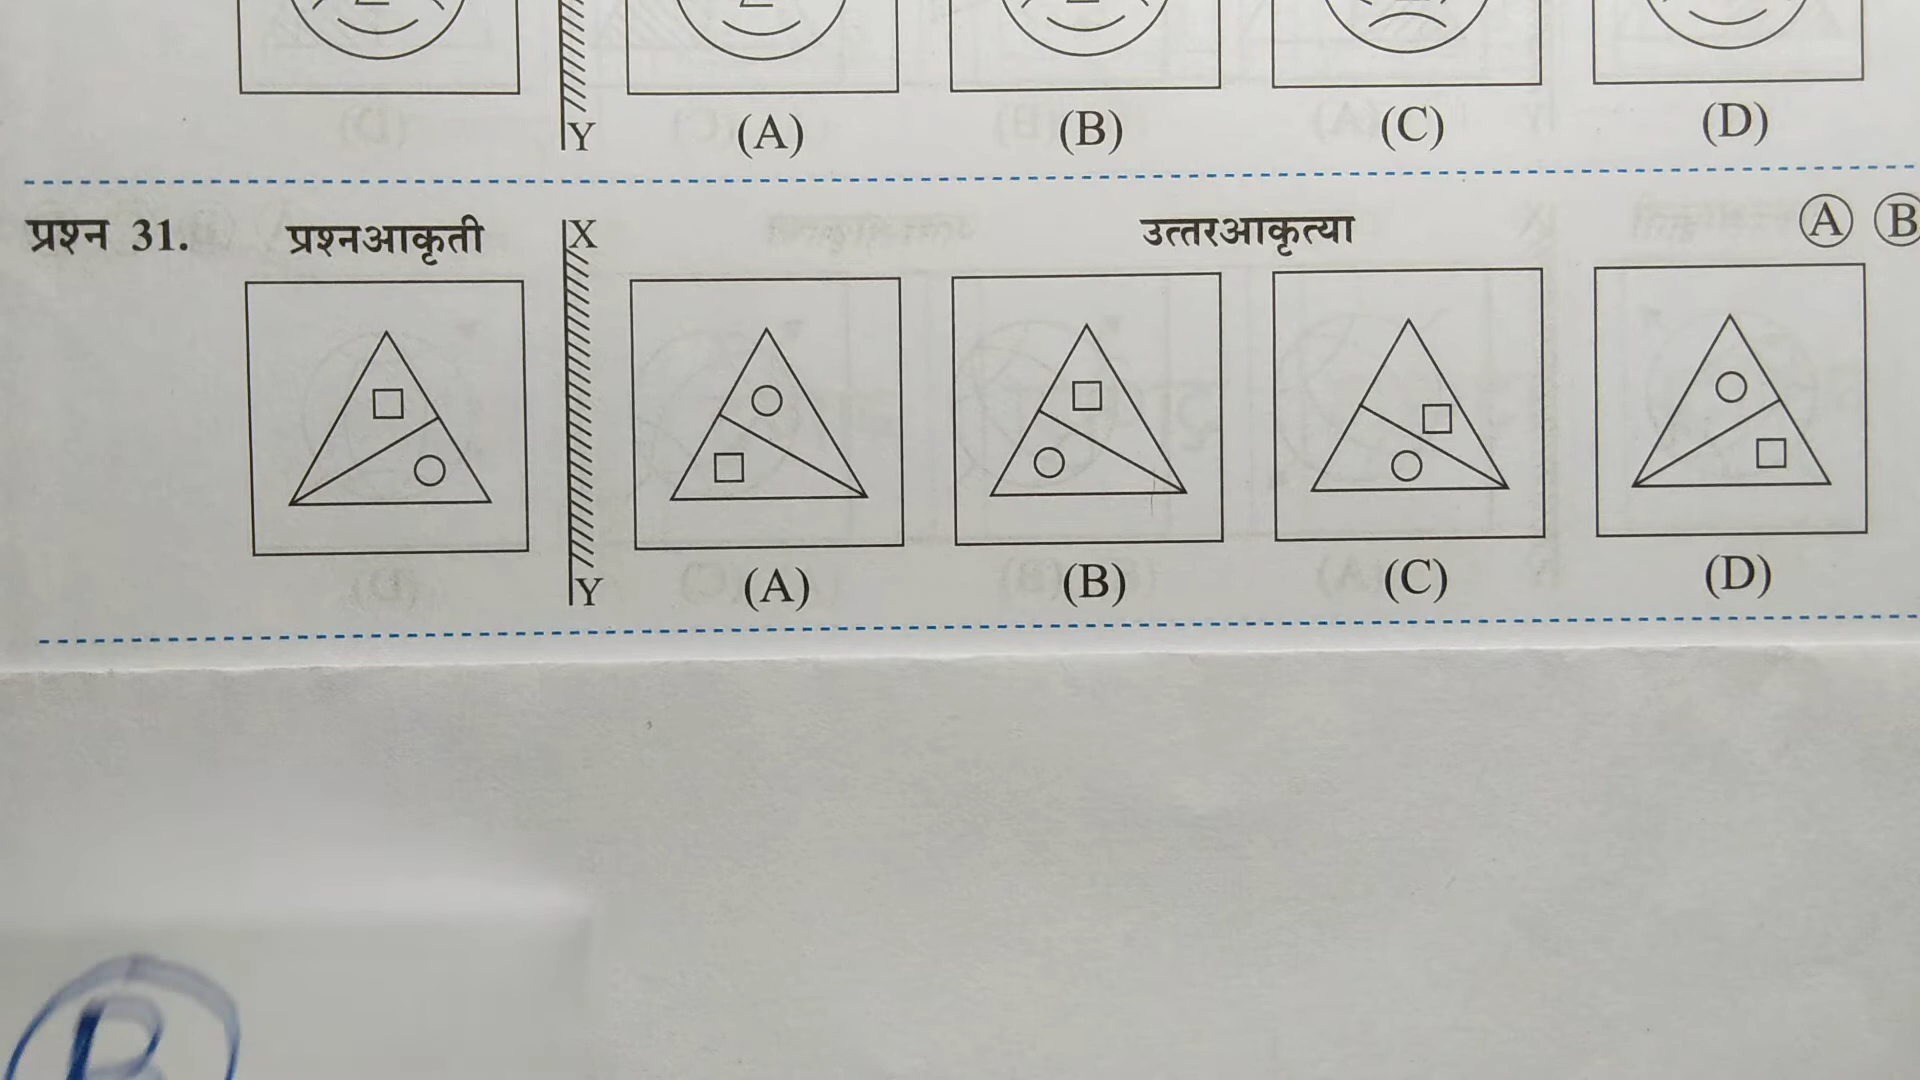 Y (A) (B) (C) (D)
प्रश्न 31. प्रश्नआकृती X उत्तरआकृत्या Ⓐ Ⓑ
Y (A) (B) (C) (D)
B